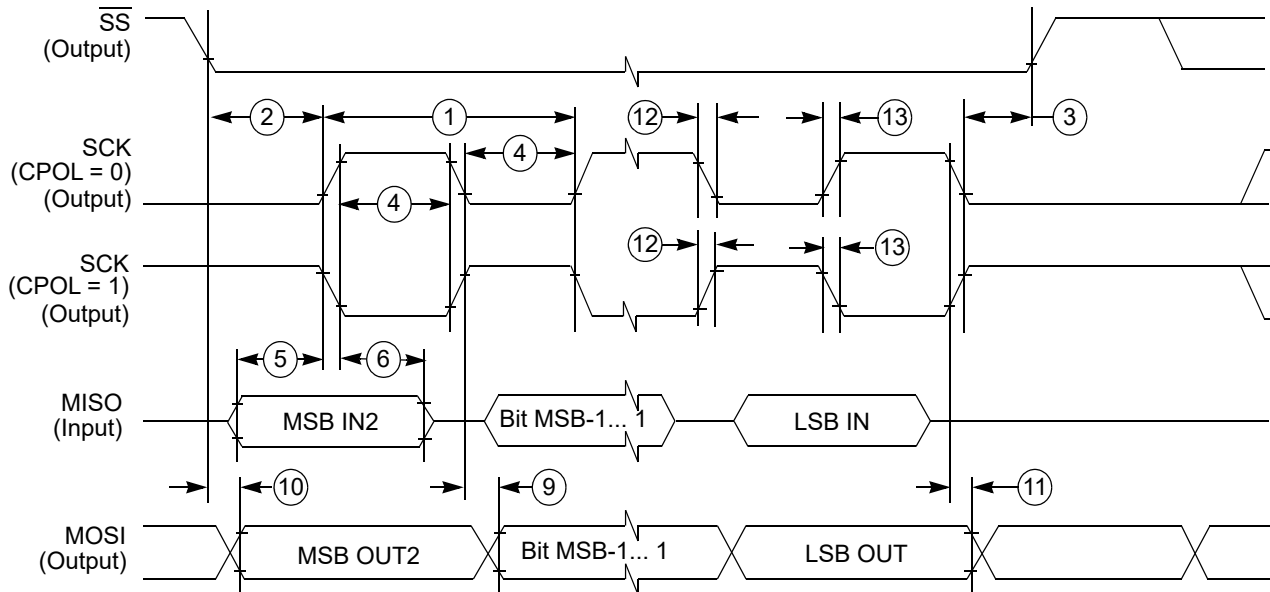 SS
(Output)
2
1
12
13
3
SCK
(CPOL = 0)
(Output)
4
4
12
13
SCK
(CPOL = 1)
(Output)
5
6
MISO
(Input)
MSB IN2
Bit MSB-1... 1
LSB IN
10
9
11
MOSI
(Output)
MSB OUT2
Bit MSB-1... 1
LSB OUT